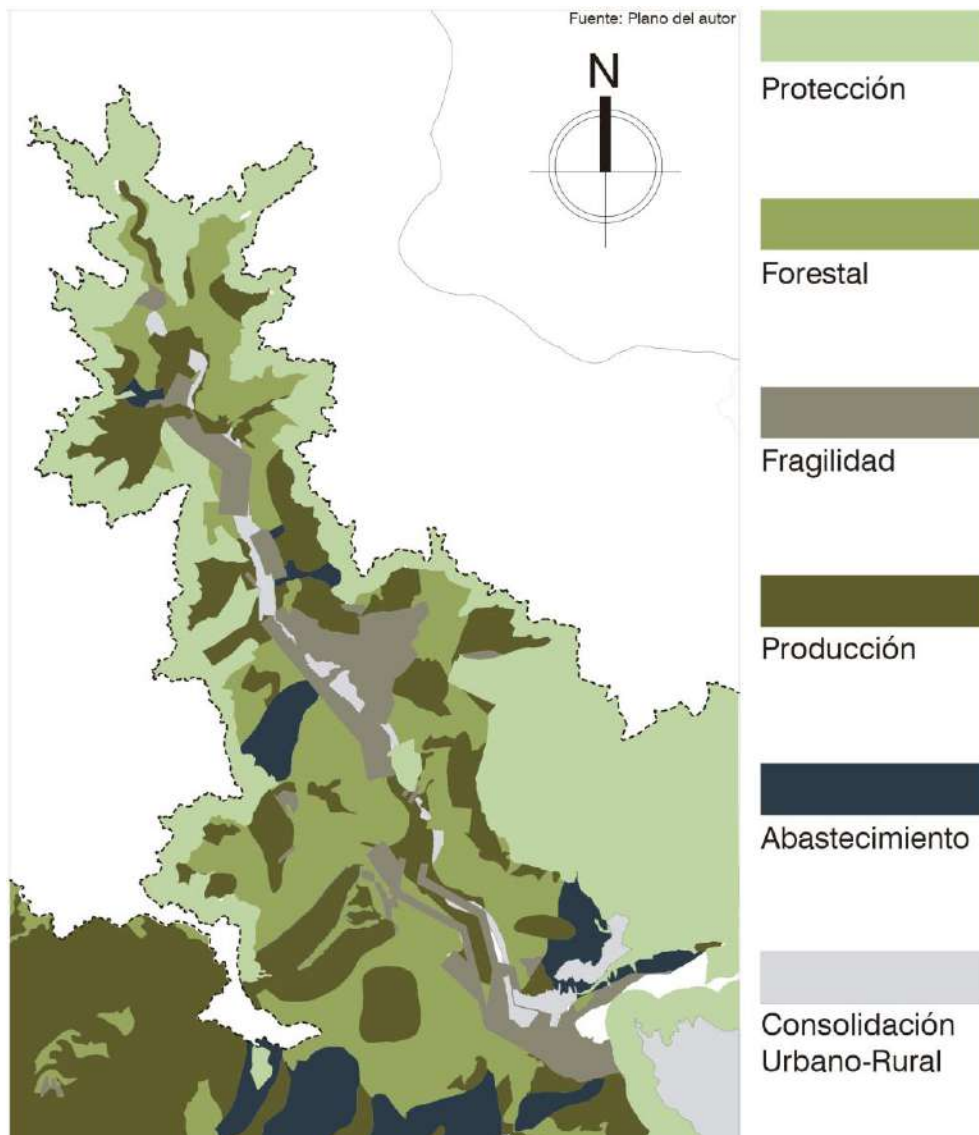 Fuente: Plano del autor
N
Protección
Forestal
Fragilidad
Producción
Abastecimiento
Consolidación
Urbano-Rural